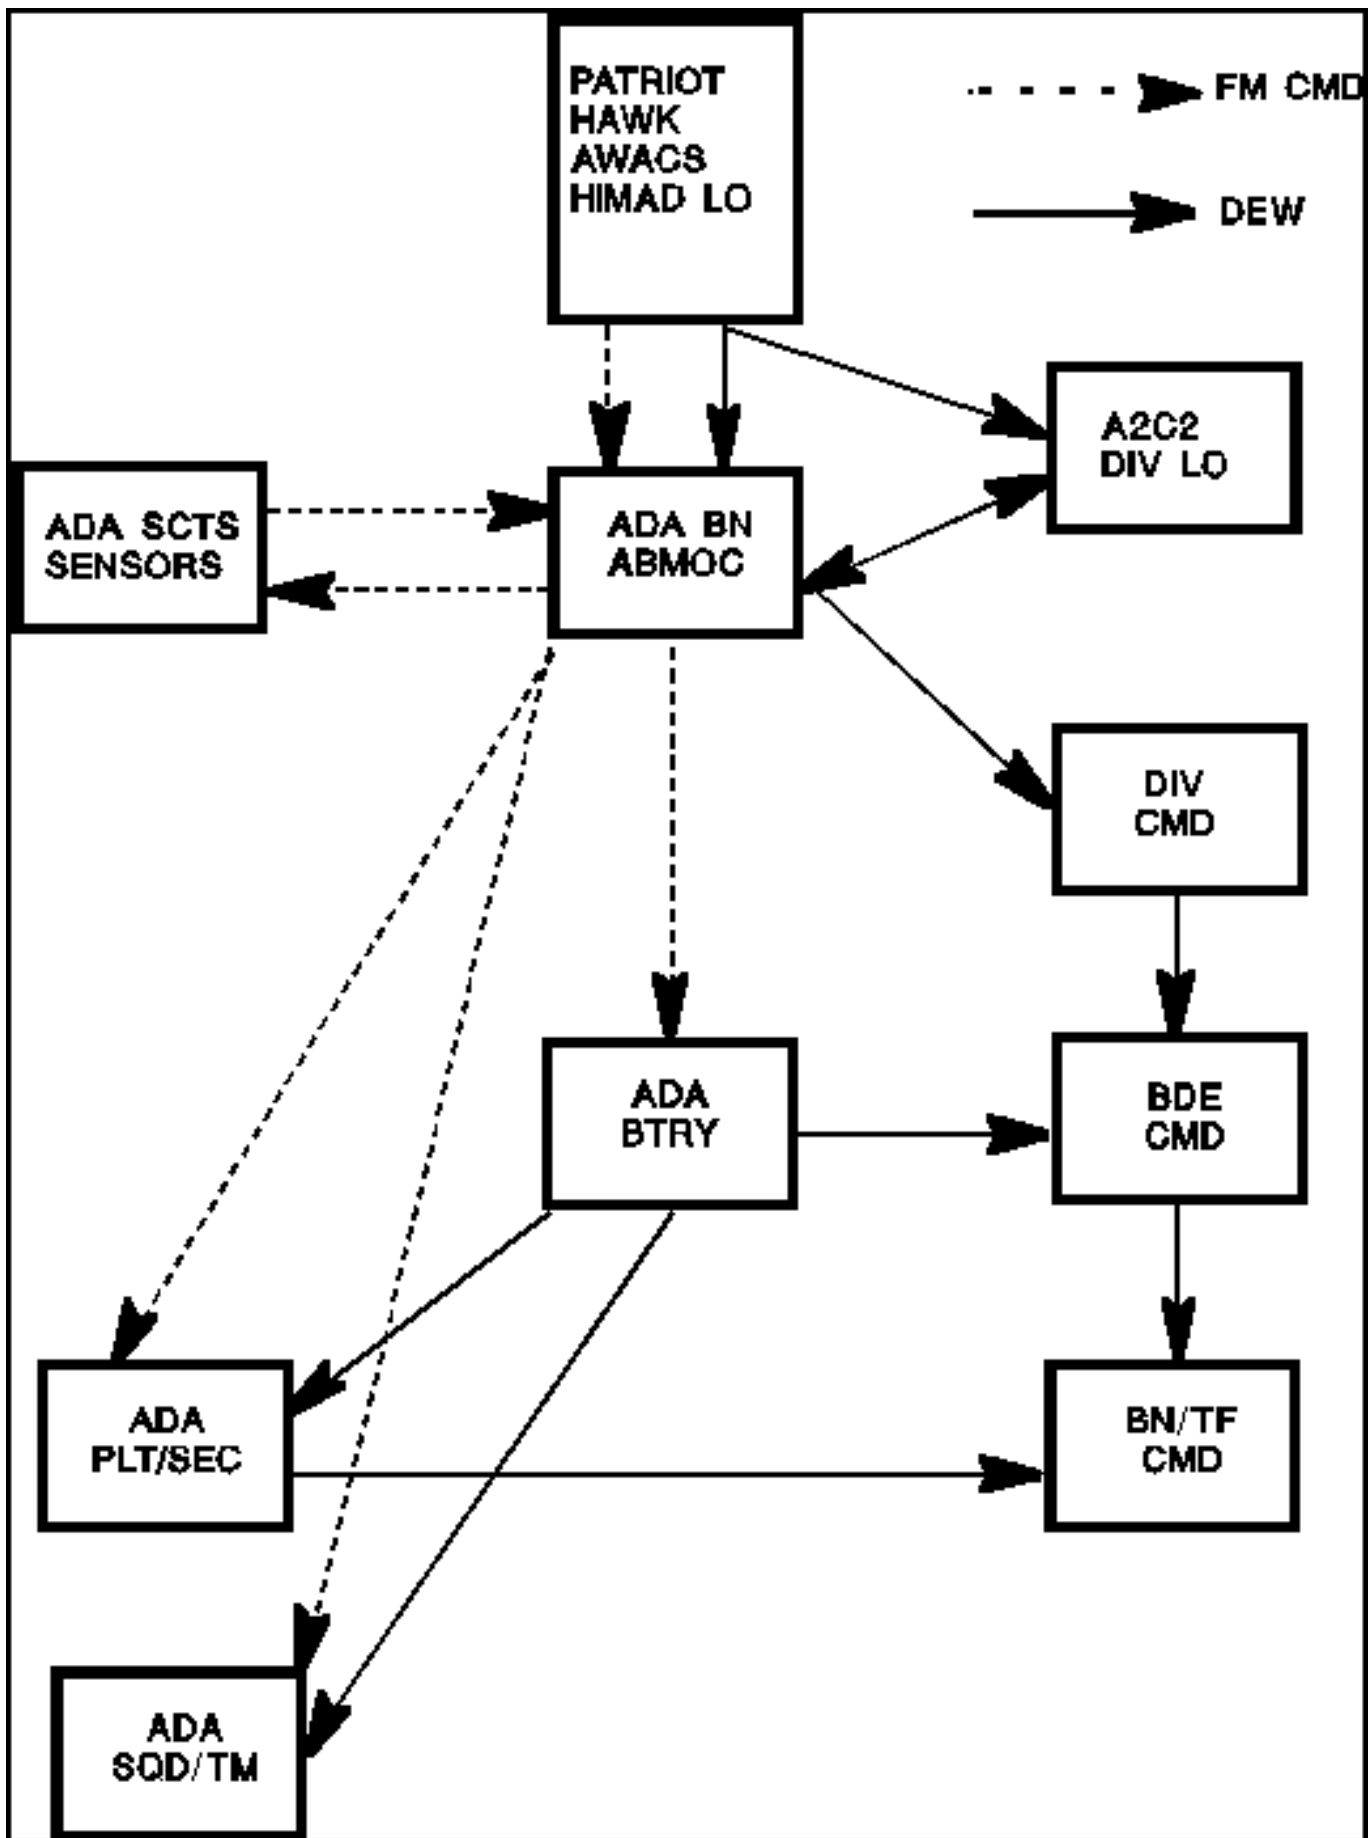 PATRIOT
HAWK
AWACS
HIMAD LO
FM CMD
DEW
A2C2
DIV LO
ADA SCTS
SENSORS
ADA BN
ABMOC
DIV
CMD
ADA
BTRY
BDE
CMD
ADA
PLT/SEC
BN/TF
CMD
ADA
SQD/TM